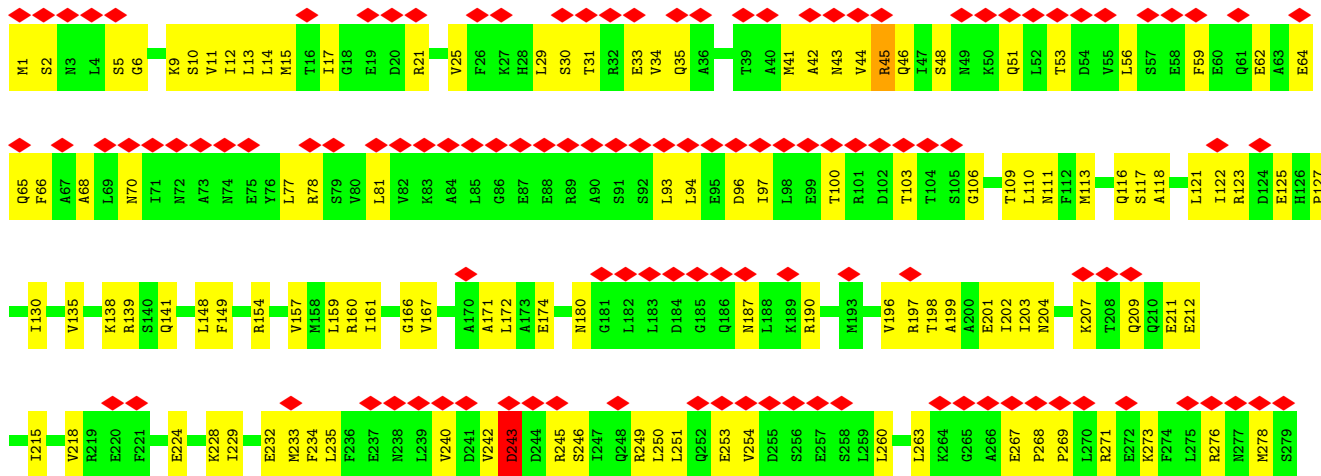 M1 S2 N3 L4 S5 G6 K9 S10 V11 I12 L13 L14 M15 T16 I17 G18 E19 D20 R21 V25 F26 K27 H28 L29 S30 T31 R32 E33 V34 Q35 A36 T39 A40 M41 A42 N43 V44 R45 Q46 I47 S48 N49 K50 Q51 L52 T53 D54 V55 L56 S57 E58 F59 E60 Q61 E62 A63 E64
Q65 F66 A67 A68 L69 N70 I71 N72 A73 N74 E75 Y76 L77 R78 S79 V80 L81 V82 K83 A84 L85 G86 E87 E88 R89 A90 S91 S92 L93 L94 E95 D96 I97 L98 E99 T100 R101 D102 T103 T104 S105 G106 T109 L110 N111 F112 M113 Q116 S117 A118 L121 I122 R123 D124 E125 H126 P127
I130 V135 K138 R139 S140 Q141 L148 F149 R154 V157 M158 L159 R160 I161 G166 V167 A170 A171 L172 A173 E174 N180 G181 L182 L183 D184 G185 Q186 N187 L188 K189 R190 M193 V196 R197 T198 A199 A200 E201 I202 I203 N204 K207 T208 Q209 Q210 E211 E212
I215 V218 R219 E220 F221 E224 K228 I229 E232 M233 F234 L235 F236 E237 N238 L239 V240 D241 V242 D243 D244 R245 S246 I247 Q248 R249 L250 L251 Q252 E253 V254 D255 S256 E257 S258 L259 L260 L263 K264 G265 A266 E267 P268 P269 L270 R271 E272 K273 F274 L275 R276 N277 M278 S279